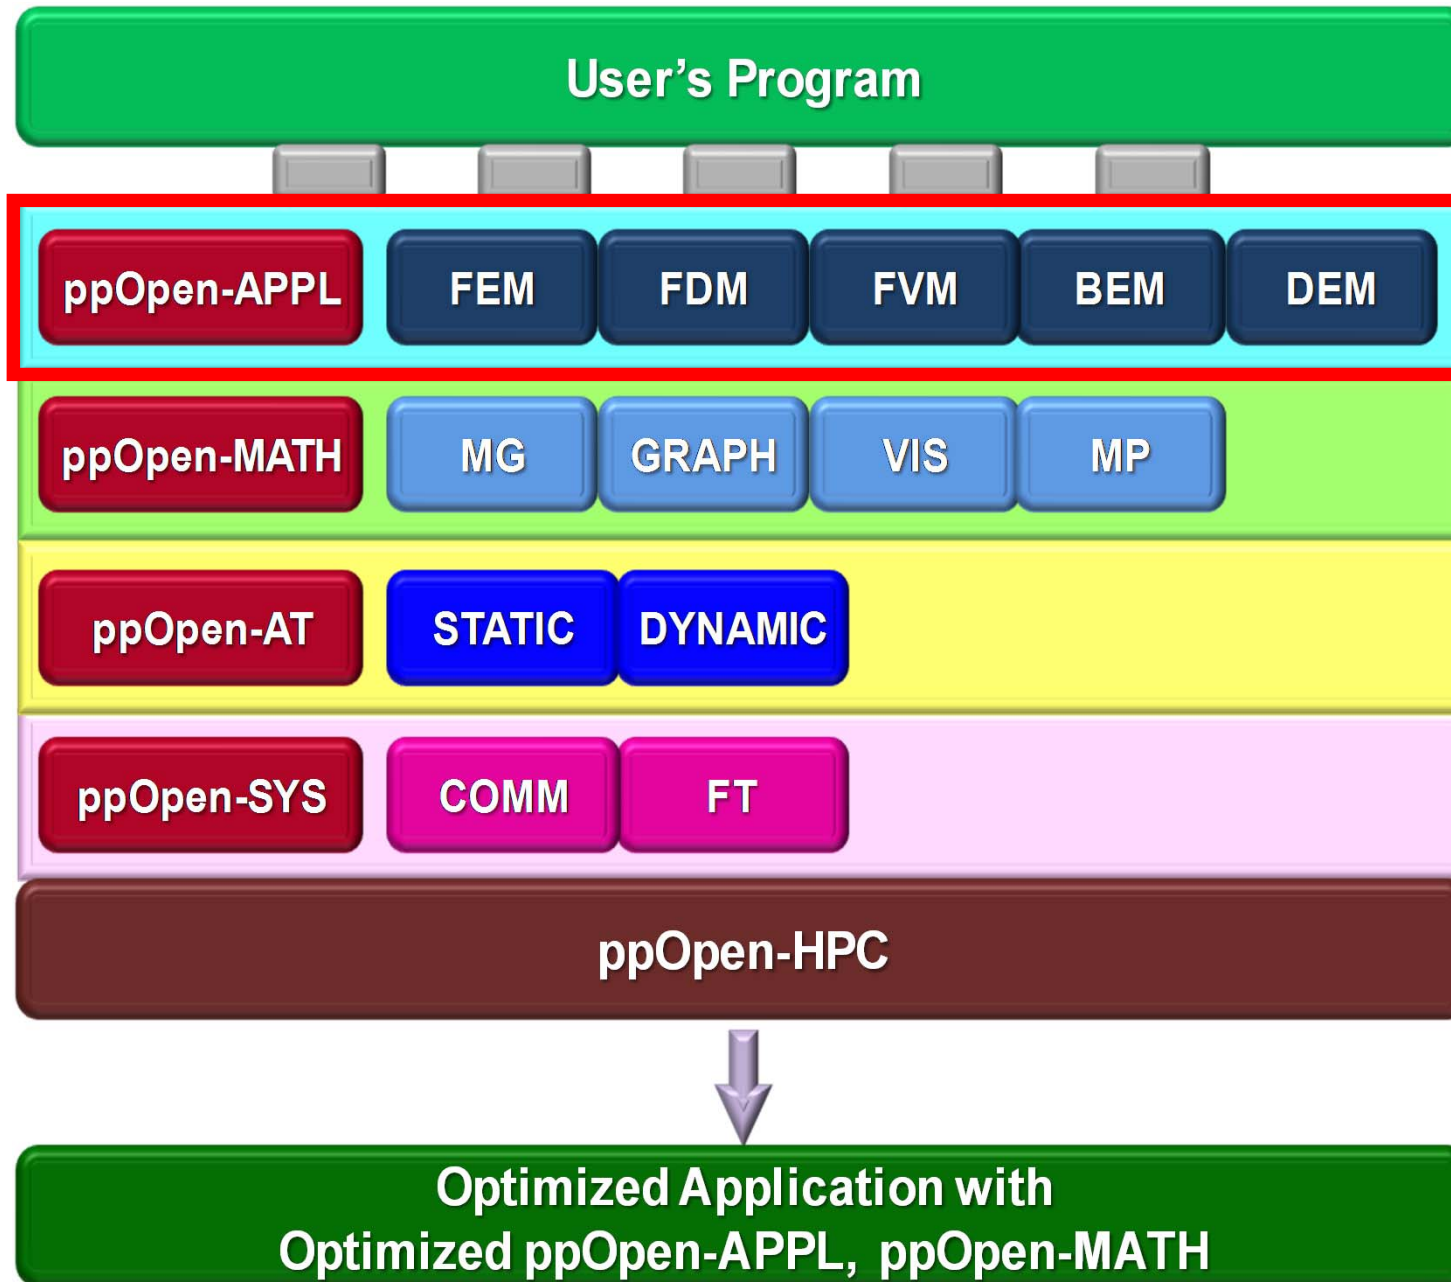 User's Program
ppOpen-APPL FEM FDM FVM BEM DEM
ppOpen-MATH MG GRAPH VIS MP
ppOpen-AT STATIC DYNAMIC
ppOpen-SYS COMM FT
ppOpen-HPC
Optimized Application with
Optimized ppOpen-APPL, ppOpen-MATH